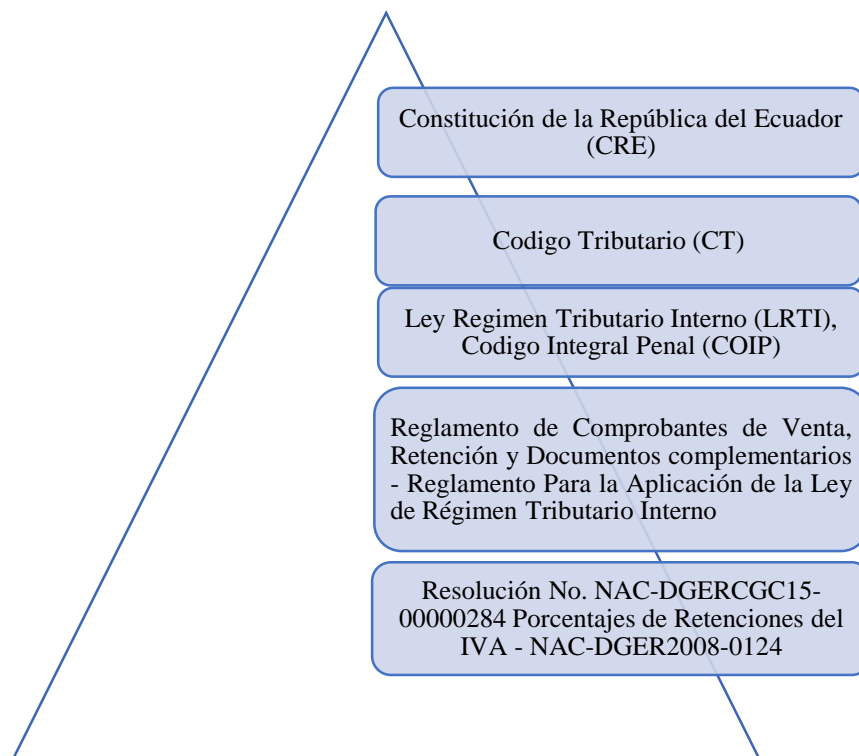 Constitución de la República del Ecuador
(CRE)
Codigo Tributario (CT)
Ley Regimen Tributario Interno (LRTI),
Codigo Integral Penal (COIP)
Reglamento de Comprobantes de Venta,
Retención y Documentos complementarios
- Reglamento Para la Aplicación de la Ley
de Régimen Tributario Interno
Resolución No. NAC-DGERCGC15-
00000284 Porcentajes de Retenciones del
IVA - NAC-DGER2008-0124